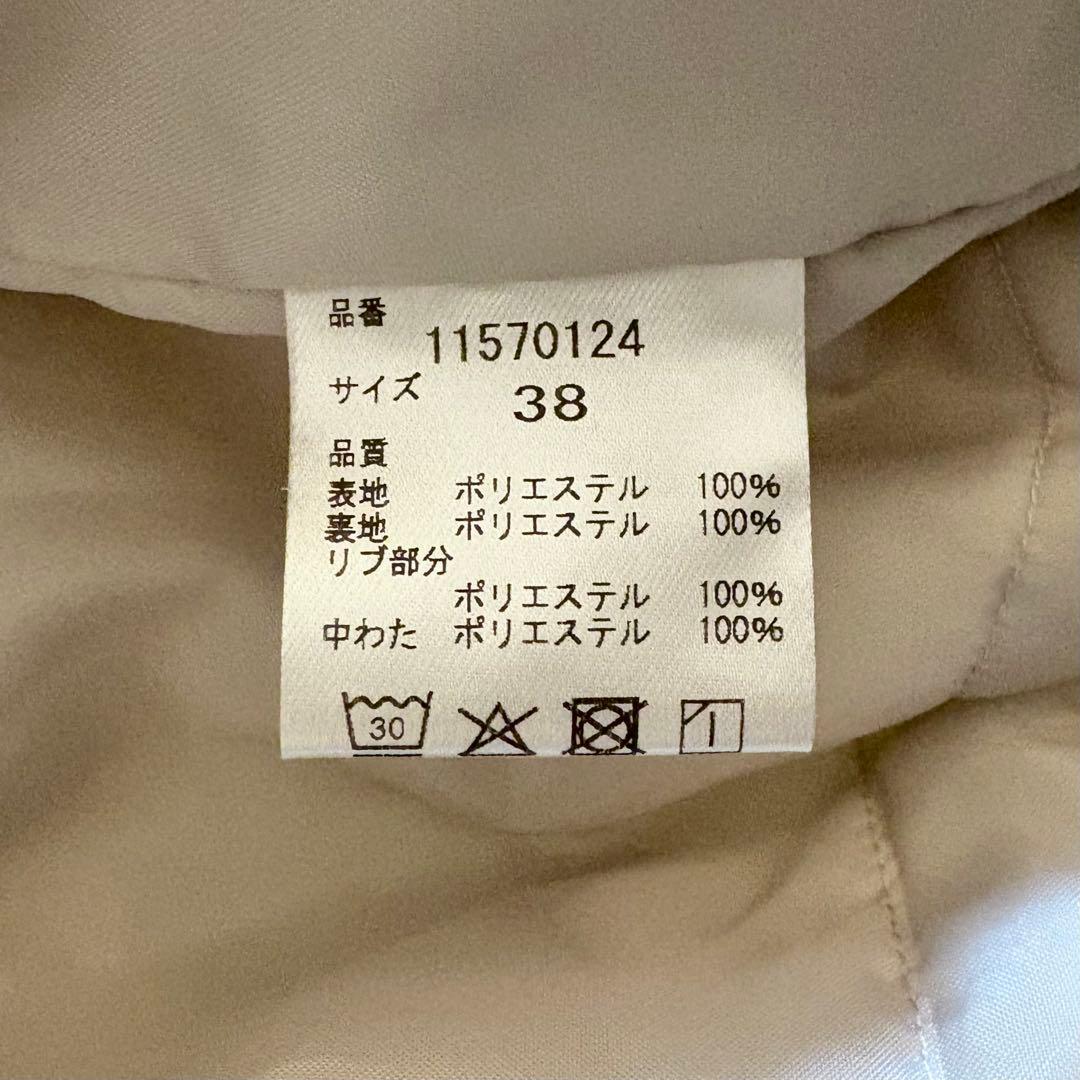 品番
11570124
サイズ 38
品質
表地 ポリエステル 100%
裏地 ポリエステル 100%
リブ部分
ポリエステル 100%
中わた ポリエステル 100%
30